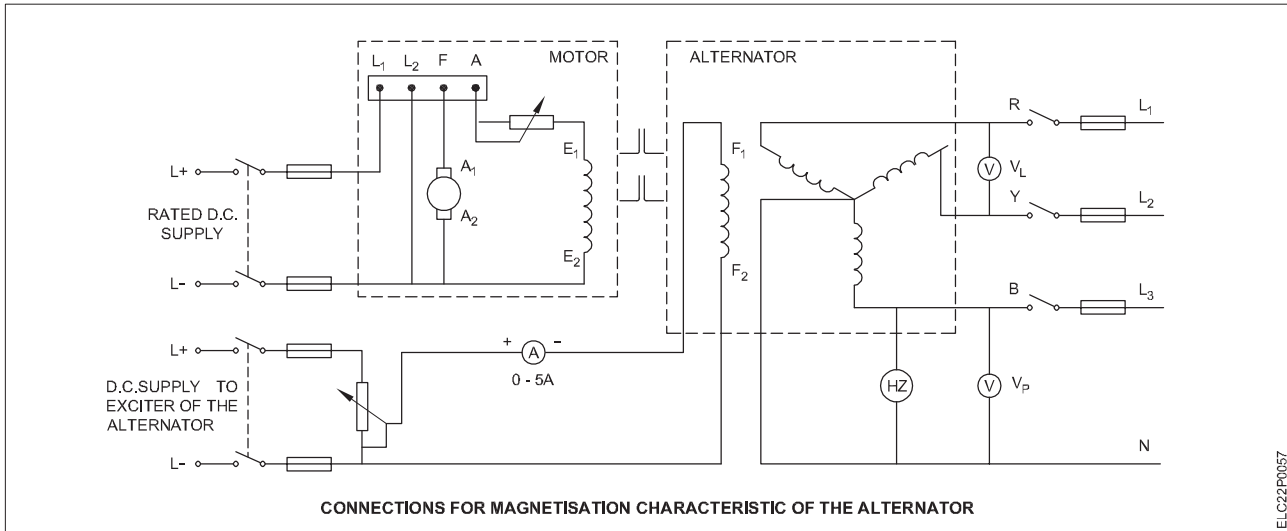 MOTOR
ALTERNATOR
L1 L2 F A
R
L1
L+
A1
E1
F1
V
VL
RATED D.C.
SUPPLY
A2
Y
L2
E2
F2
L-
B
L3
L+
+ A -
0 - 5A
D.C.SUPPLY TO
EXCITER OF THE
ALTERNATOR
HZ
V
VP
L-
N
CONNECTIONS FOR MAGNETISATION CHARACTERISTIC OF THE ALTERNATOR
ELC22P0057